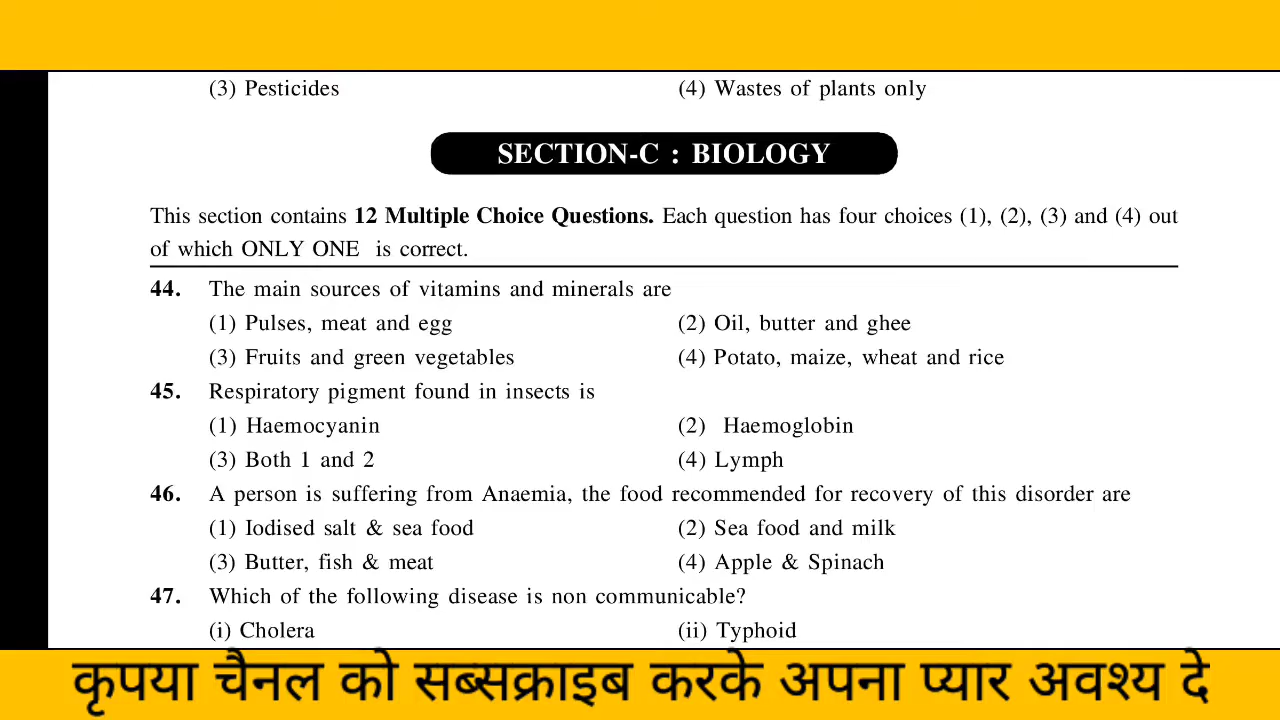 (3) Pesticides (4) Wastes of plants only
SECTION-C : BIOLOGY
This section contains 12 Multiple Choice Questions. Each question has four choices (1), (2), (3) and (4) out
of which ONLY ONE is correct.
44. The main sources of vitamins and minerals are
(1) Pulses, meat and egg (2) Oil, butter and ghee
(3) Fruits and green vegetables (4) Potato, maize, wheat and rice
45. Respiratory pigment found in insects is
(1) Haemocyanin (2) Haemoglobin
(3) Both 1 and 2 (4) Lymph
46. A person is suffering from Anaemia, the food recommended for recovery of this disorder are
(1) Iodised salt & sea food (2) Sea food and milk
(3) Butter, fish & meat (4) Apple & Spinach
47. Which of the following disease is non communicable?
(i) Cholera (ii) Typhoid
कृपया चैनल को सब्सक्राइब करके अपना प्यार अवश्य दे